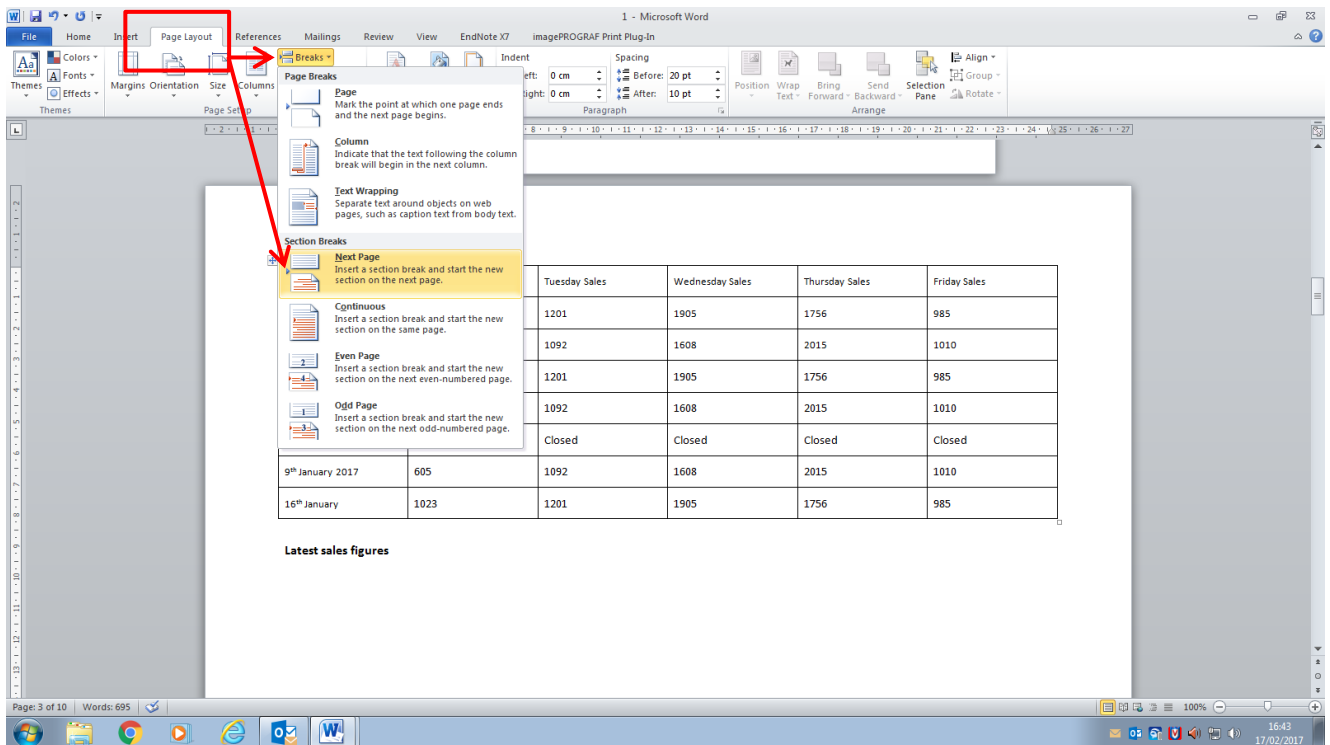 1 - Microsoft Word
File Home Insert Page Layout References Mailings Review View EndNote X7 imagePROGRAF Print Plug-In
Themes
Colors
Fonts
Effects
Themes
Margins Orientation Size Columns
Breaks
Page
Indent
0 cm
0 cm
Spacing
Before: 20 pt
After: 10 pt
Paragraph
Position Wrap Text Bring Forward Send Backward Selection Pane
Align
Group
Rotate
Arrange
Page Breaks
Page
Mark the point at which one page ends
and the next page begins.
Column
Indicate that the text following the column
break will begin in the next column.
Text Wrapping
Separate text around objects on web
pages, such as caption text from body text.
Section Breaks
Next Page
Insert a section break and start the new
section on the next page.
Continuous
Insert a section break and start the new
section on the same page.
Even Page
Insert a section break and start the new
section on the next even-numbered page.
Odd Page
Insert a section break and start the new
section on the next odd-numbered page.
Tuesday Sales Wednesday Sales Thursday Sales Friday Sales
1201 1905 1756 985
1092 1608 2015 1010
1201 1905 1756 985
1092 1608 2015 1010
Closed Closed Closed Closed
9th January 2017 605 1092 1608 2015 1010
16th January 1023 1201 1905 1756 985
Latest sales figures
Page: 3 of 10 Words: 695 100%
16:43
17/02/2017